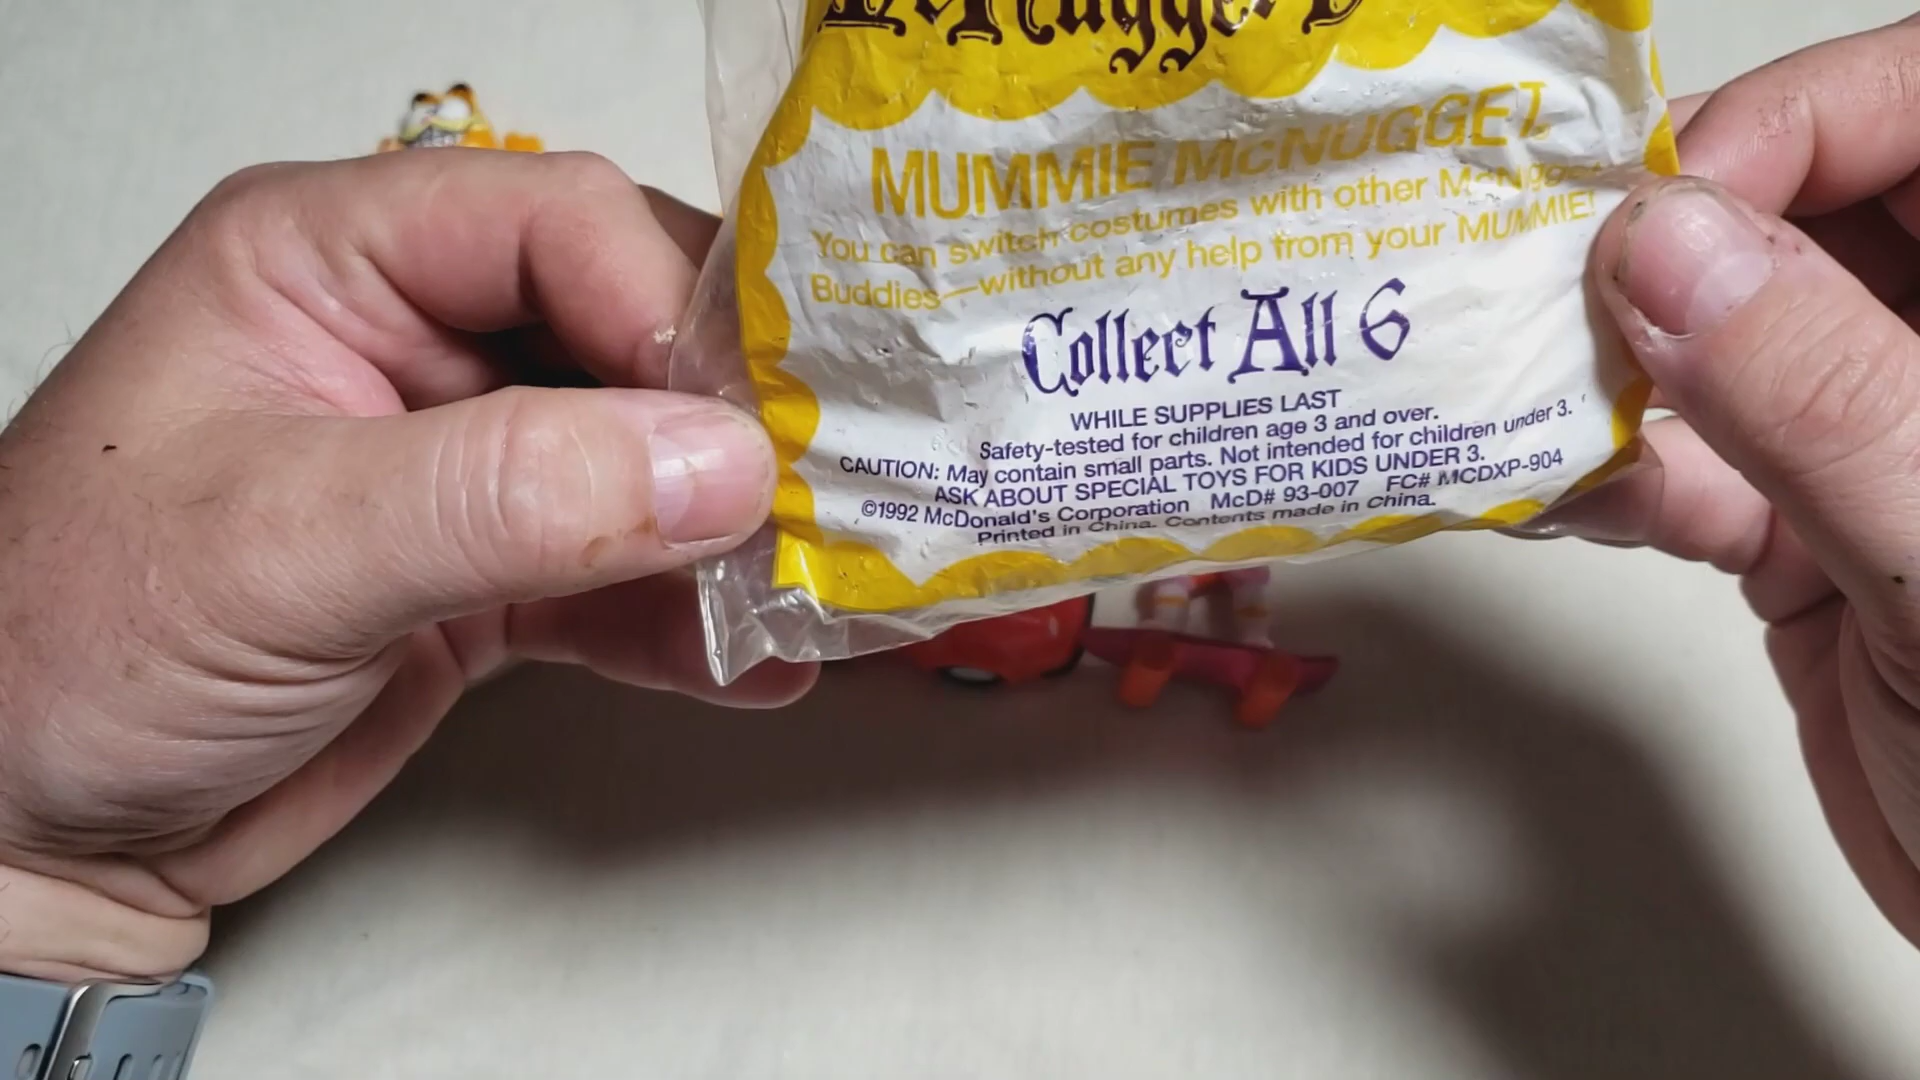 MUMMIE McNUGGET
You can switch costumes with other McNugget
Buddies—without any help from your MUMMIE!
Collect All 6
WHILE SUPPLIES LAST
Safety-tested for children age 3 and over.
CAUTION: May contain small parts. Not intended for children under 3.
ASK ABOUT SPECIAL TOYS FOR KIDS UNDER 3.
©1992 McDonald's Corporation McD# 93-007 FC# MCDXP-904
Printed in China. Contents made in China.